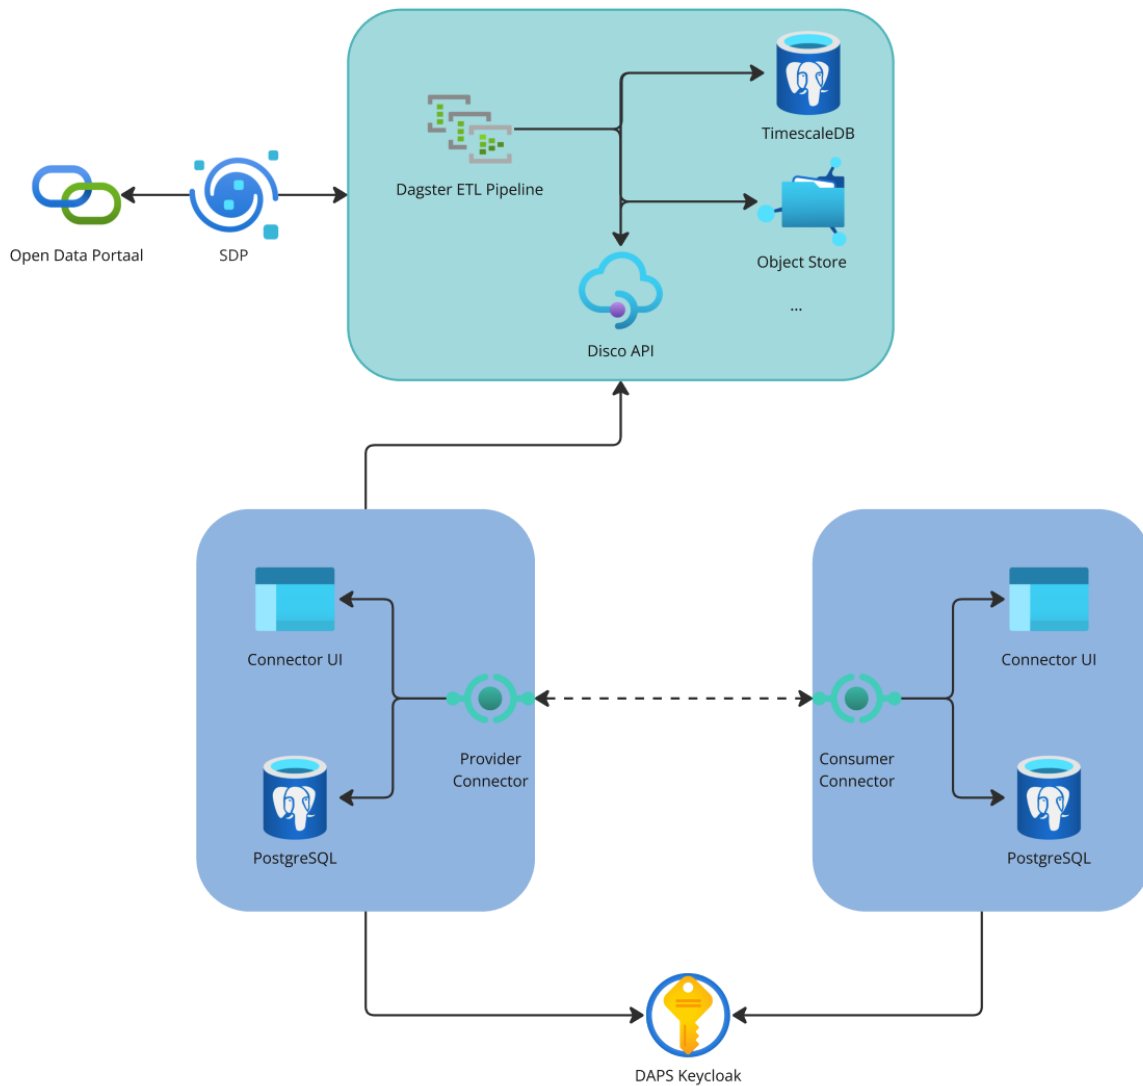 TimescaleDB
Dagster ETL Pipeline
Open Data Portaal
SDP
Object Store
...
Disco API
Connector UI
Connector UI
Provider
Connector
Consumer
Connector
PostgreSQL
PostgreSQL
DAPS Keycloak